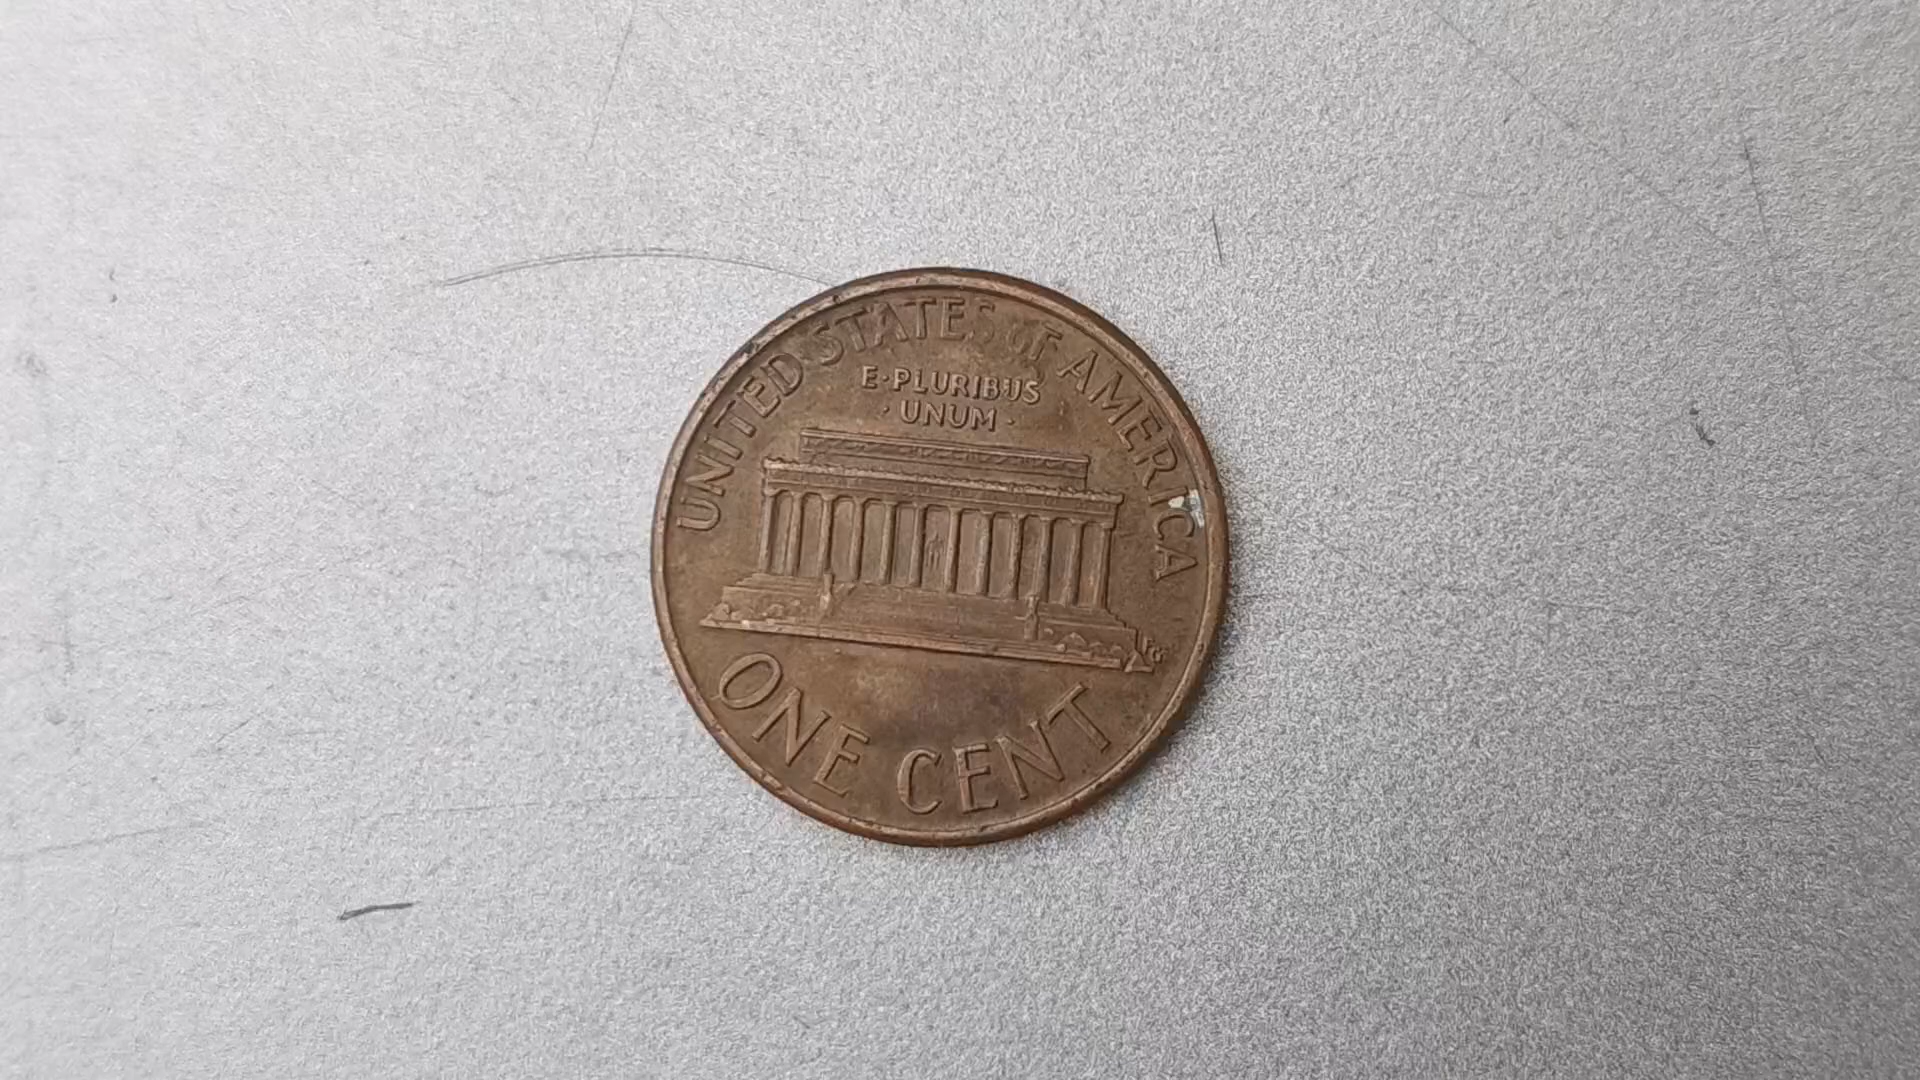 UNITED STATES OF AMERICA
E·PLURIBUS
·UNUM·
FG
ONE CENT